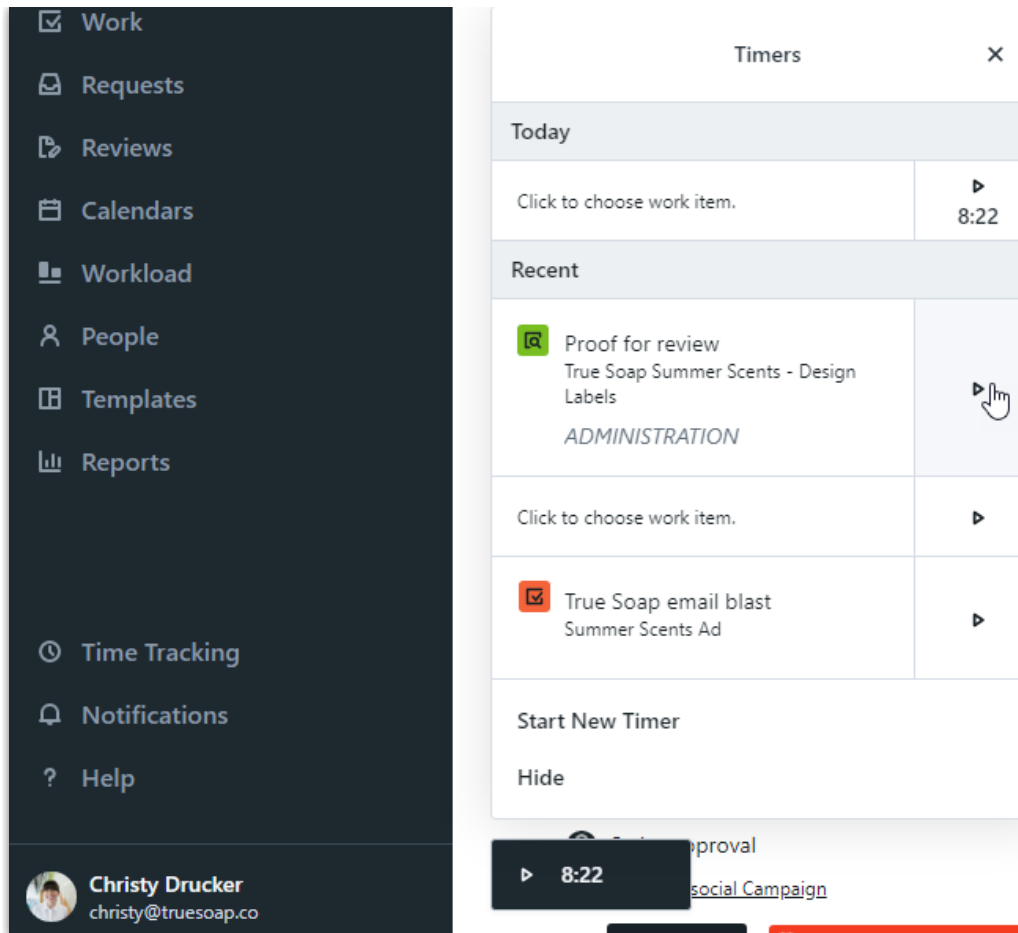 Work
Requests
Reviews
Calendars
Workload
People
Templates
Reports
Time Tracking
Notifications
? Help
Christy Drucker
christy@truesoap.co
Timers
Today
Click to choose work item.
8:22
Recent
Proof for review
True Soap Summer Scents - Design
Labels
ADMINISTRATION
Click to choose work item.
True Soap email blast
Summer Scents Ad
Start New Timer
Hide
8:22
social Campaign